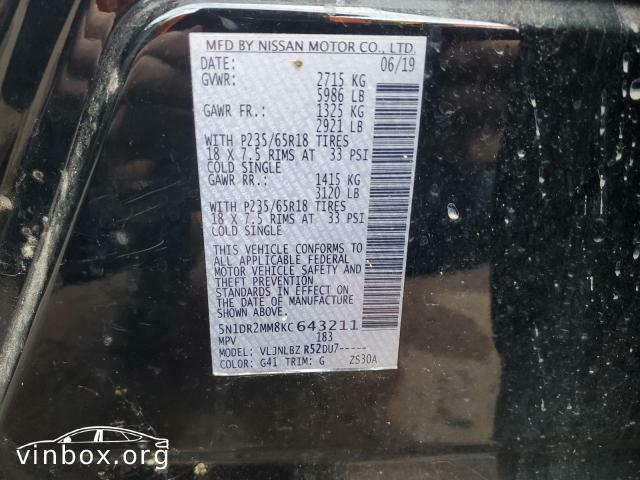 MFD BY NISSAN MOTOR CO., LTD.
DATE: 06/19
GVWR: 2715 KG
5986 LB
GAWR FR.: 1325 KG
2921 LB
WITH P235/65R18 TIRES
18 X 7.5 RIMS AT 33 PSI
COLD SINGLE
GAWR RR.: 1415 KG
3120 LB
WITH P235/65R18 TIRES
18 X 7.5 RIMS AT 33 PSI
COLD SINGLE
THIS VEHICLE CONFORMS TO
ALL APPLICABLE FEDERAL
MOTOR VEHICLE SAFETY AND
THEFT PREVENTION
STANDARDS IN EFFECT ON
THE DATE OF MANUFACTURE
SHOWN ABOVE
5N1DR2MM8KC643211
MPV 183
MODEL: VLJNLBZ R52DU7-----
COLOR: G41 TRIM: G ZS30A
vinbox.org